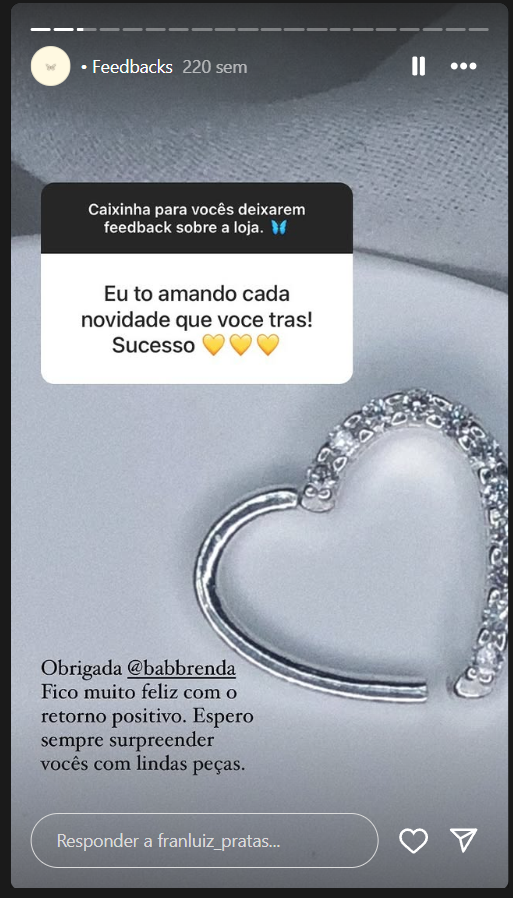 • Feedbacks 220 sem
Caixinha para vocês deixarem
feedback sobre a loja. 🦋
Eu to amando cada
novidade que voce tras!
Sucesso 💛💛💛
Obrigada @babbrenda
Fico muito feliz com o
retorno positivo. Espero
sempre surpreender
vocês com lindas peças.
Responder a franluiz_pratas...